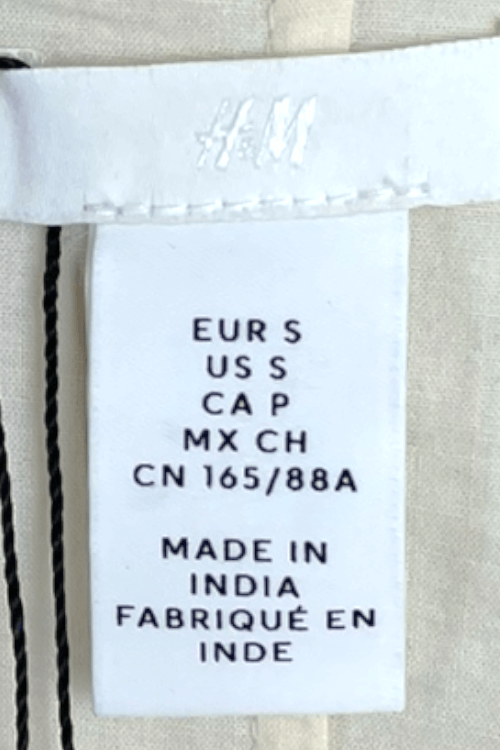 H&M
EUR S
US S
CA P
MX CH
CN 165/88A
MADE IN
INDIA
FABRIQUÉ EN
INDE